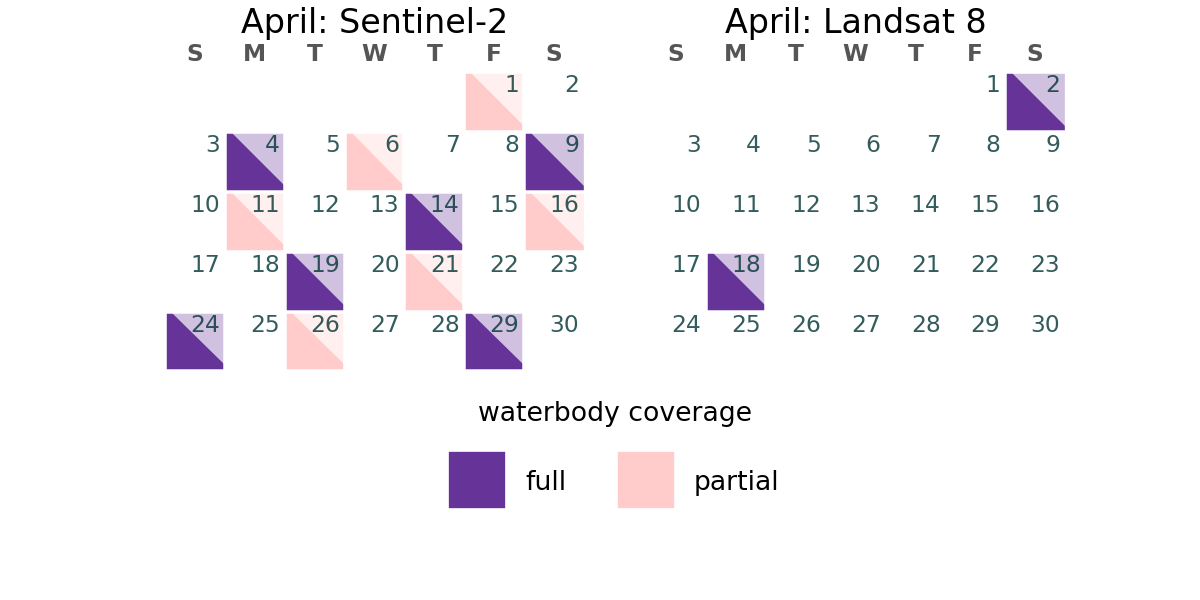 April: Sentinel-2
S M T W T F S
1 2
3 4 5 6 7 8 9
10 11 12 13 14 15 16
17 18 19 20 21 22 23
24 25 26 27 28 29 30
April: Landsat 8
S M T W T F S
1 2
3 4 5 6 7 8 9
10 11 12 13 14 15 16
17 18 19 20 21 22 23
24 25 26 27 28 29 30
waterbody coverage
full
partial